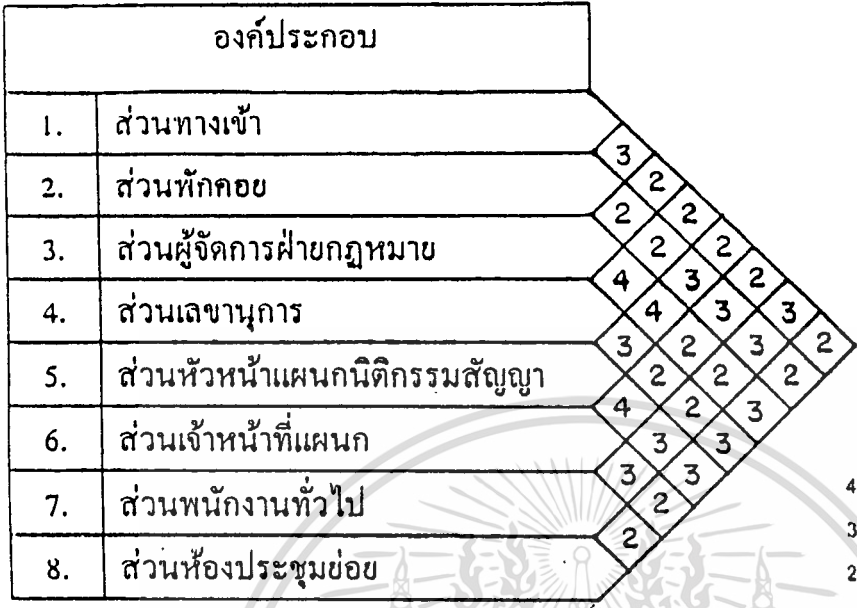 องค์ประกอบ
1. ส่วนทางเข้า
3
2. ส่วนพักคอย
2
2 2
3. ส่วนผู้จัดการฝ่ายกฎหมาย
2 2
4 3 2
4. ส่วนเลขานุการ
4 3 3
3 2 3 2
5. ส่วนหัวหน้าแผนกนิติกรรมสัญญา
2 2 2
4 2 3
6. ส่วนเจ้าหน้าที่แผนก
3 3
3 3
7. ส่วนพนักงานทั่วไป
2
2
8. ส่วนห้องประชุมย่อย
4
3
2